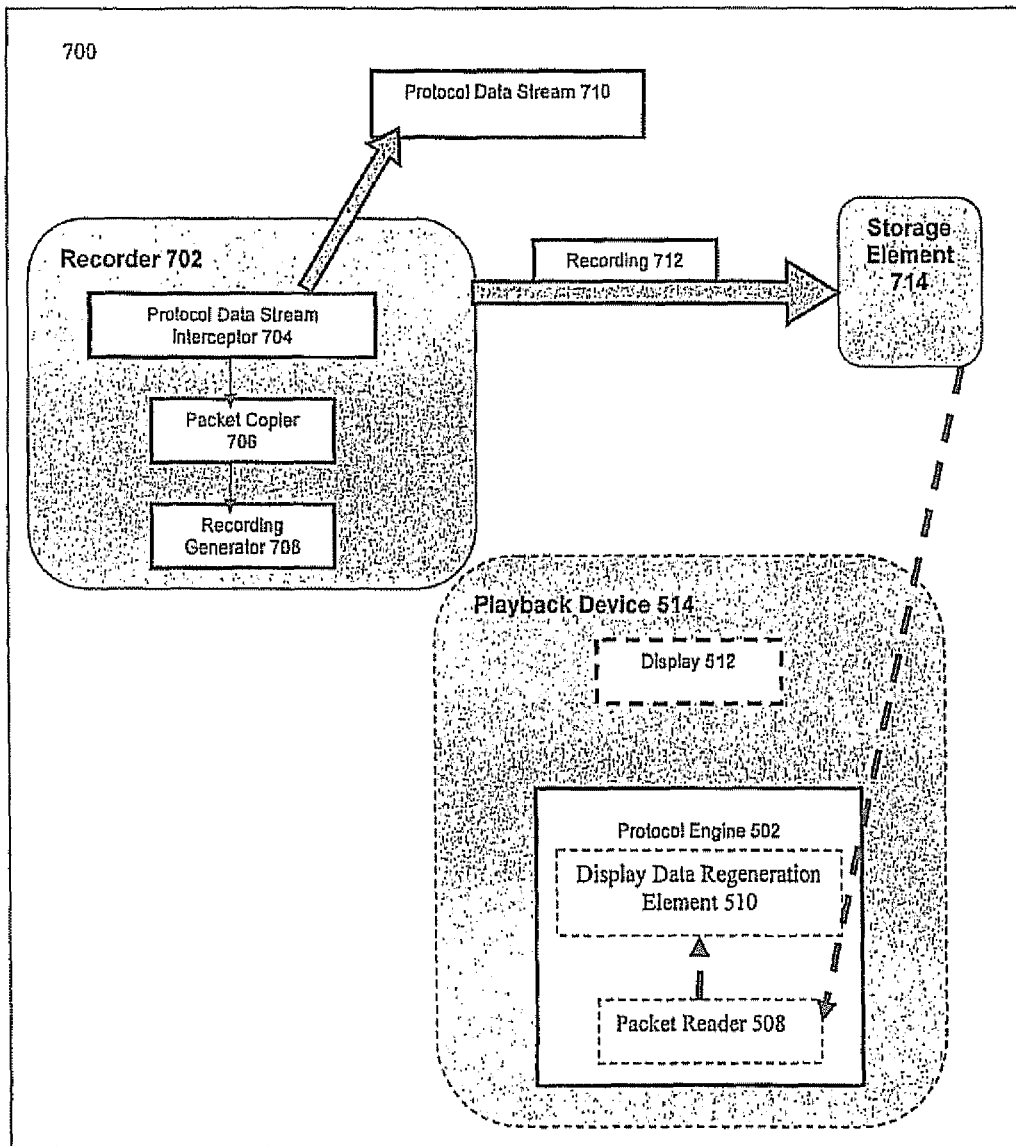 700
Protocol Data Stream 710
Recorder 702
Protocol Data Stream
Interceptor 704
Packet Copier
706
Recording
Generator 708
Recording 712
Storage
Element
714
Playback Device 514
Display 512
Protocol Engine 502
Display Data Regeneration
Element 510
Packet Reader 508